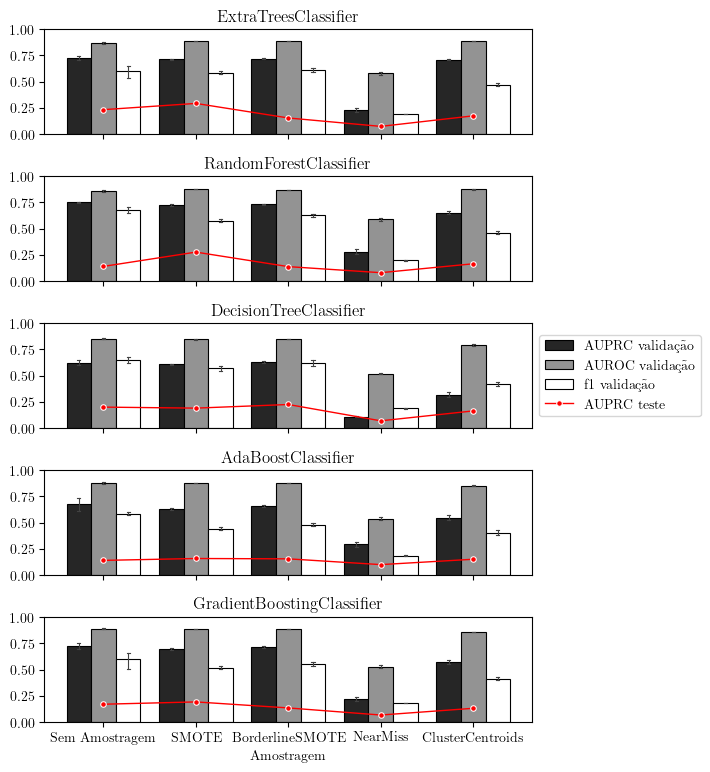 ExtraTreesClassifier
1.00
0.75
0.50
0.25
0.00
RandomForestClassifier
1.00
0.75
0.50
0.25
0.00
DecisionTreeClassifier
1.00
0.75
0.50
0.25
0.00
AUPRC validação
AUROC validação
f1 validação
AUPRC teste
AdaBoostClassifier
1.00
0.75
0.50
0.25
0.00
GradientBoostingClassifier
1.00
0.75
0.50
0.25
0.00
Sem Amostragem SMOTE BorderlineSMOTE NearMiss ClusterCentroids
Amostragem